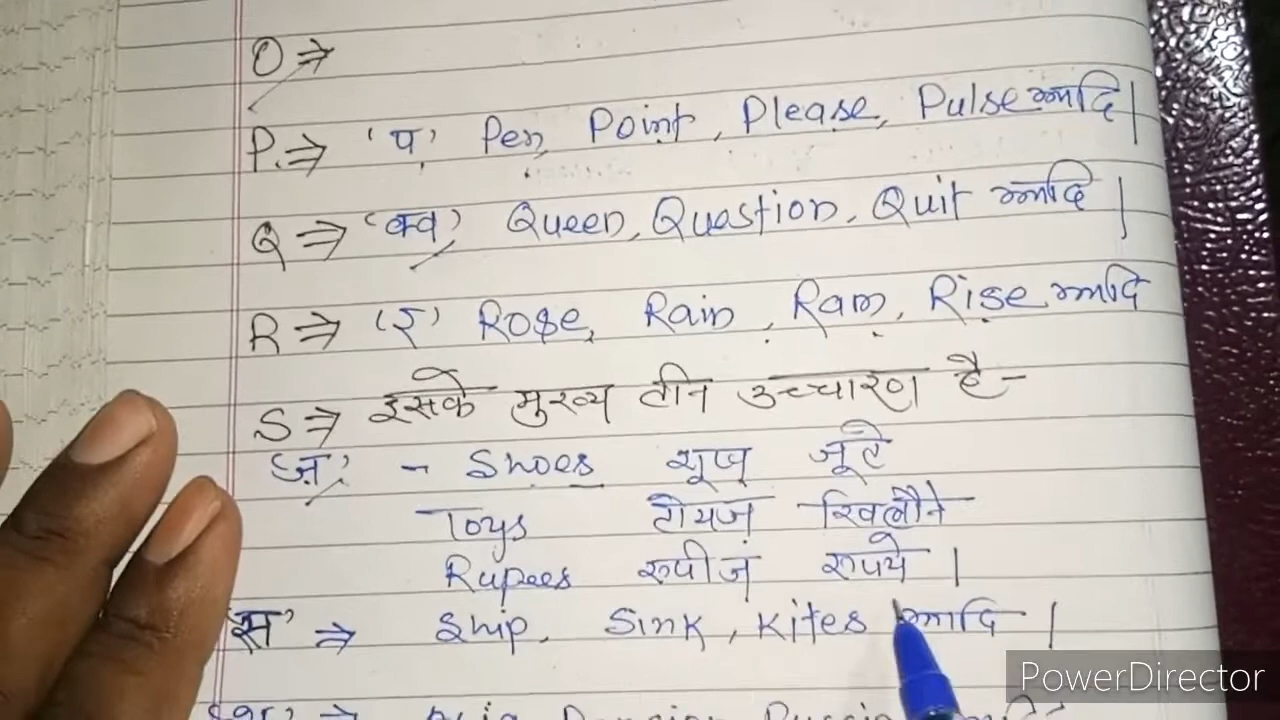 O ⇒
P. ⇒ 'प' Pen, Point, Please, Pulse आदि।
Q ⇒ 'क्व' Queen, Question, Quit आदि।
R ⇒ 'र' Rose, Rain, Ram, Rise आदि
S ⇒ इसके मुख्य तीन उच्चारण है -
'ज़' - Shoes शूज़ जूते
Toys टोयज़ खिलौने
Rupees रूपीज़ रूपये।
'स' ⇒ Ship, Sink, Kites आदि।
PowerDirector